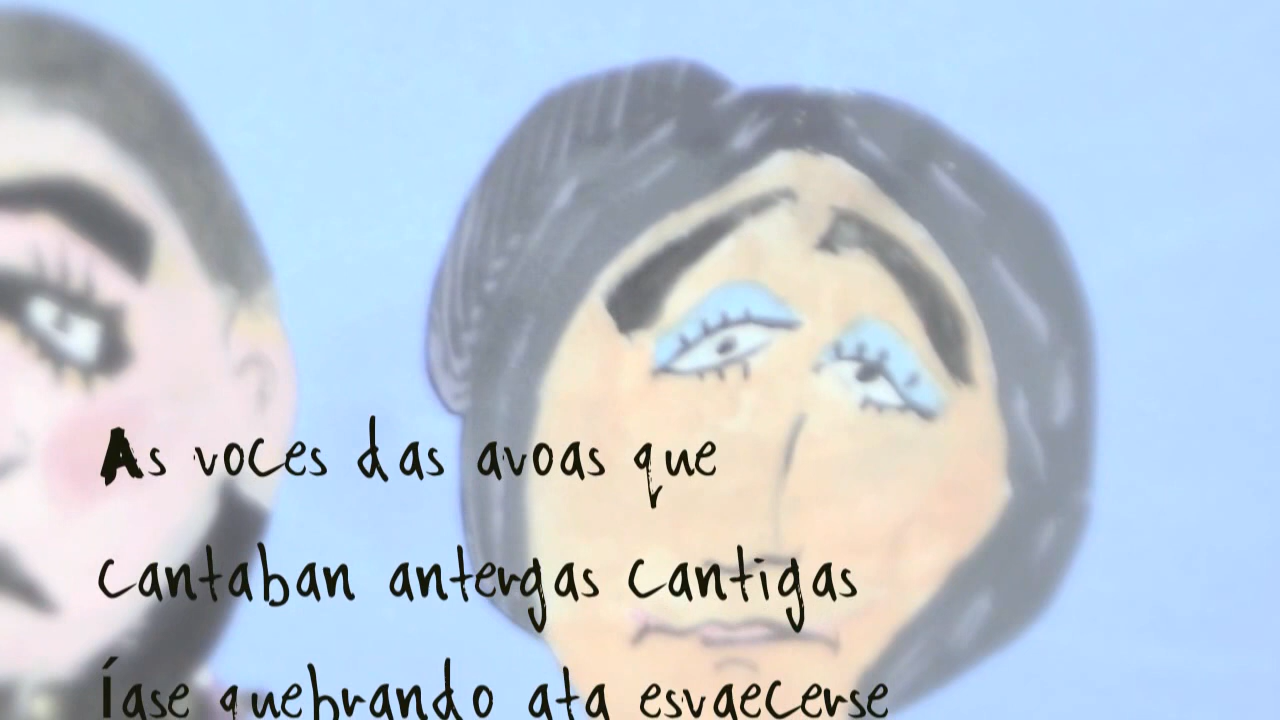 As voces das avoas que
cantaban antergas cantigas
íase quebrando ata esvaecerse